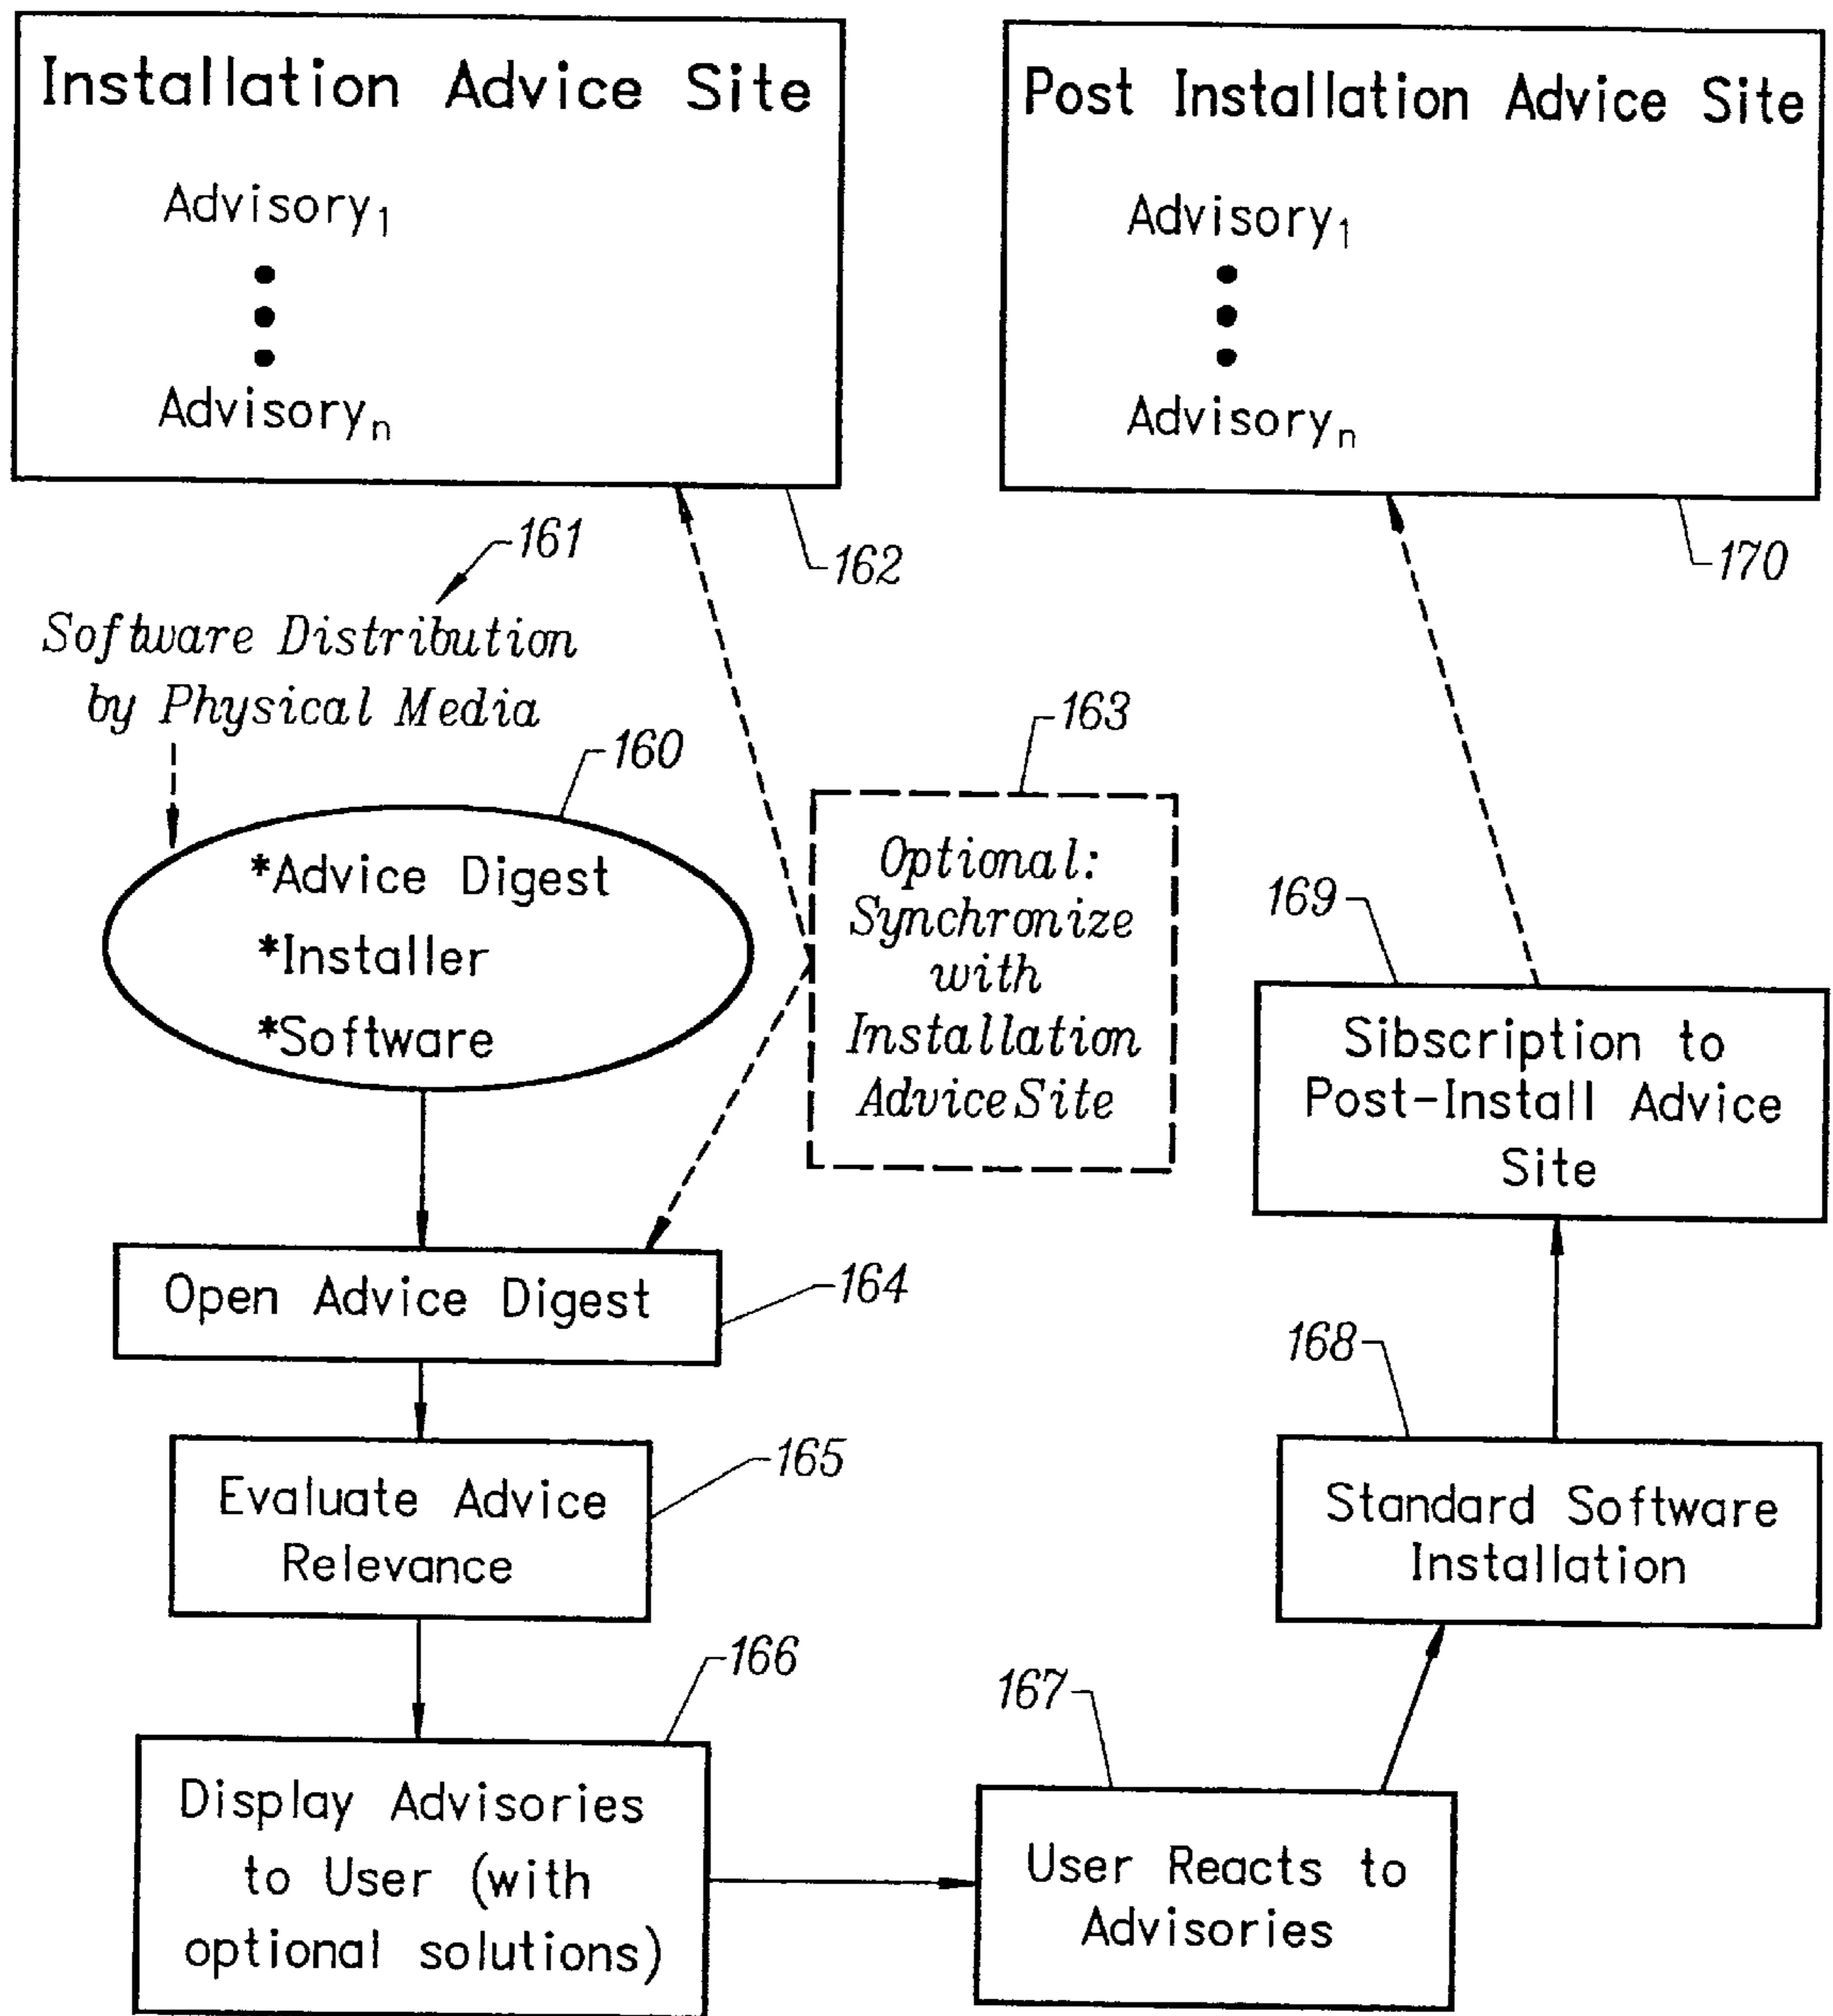 Installation Advice Site
Advisory1
Advisoryn
162
Post Installation Advice Site
Advisory1
Advisoryn
170
161
Software Distribution
by Physical Media
160
*Advice Digest
*Installer
*Software
163
Optional:
Synchronize
with
Installation
Advice Site
Open Advice Digest
164
Evaluate Advice
Relevance
165
166
Display Advisories
to User (with
optional solutions)
167
User Reacts to
Advisories
168
Standard Software
Installation
169
Sibscription to
Post-Install Advice
Site